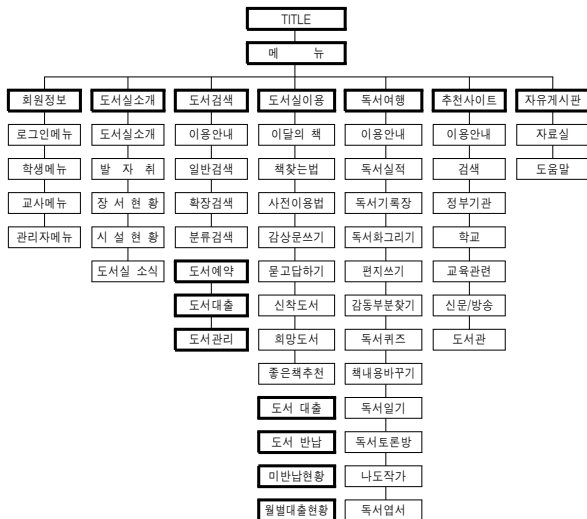 TITLE
메 뉴
회원정보 도서실소개 도서검색 도서실이용 독서여행 추천사이트 자유게시판
로그인메뉴 도서실소개 이용안내 이달의 책 이용안내 이용안내 자료실
학생메뉴 발 자 취 일반검색 책찾는법 독서실적 검색 도움말
교사메뉴 장 서 현 황 확장검색 사전이용법 독서기록장 정부기관
관리자메뉴 시 설 현 황 분류검색 감상문쓰기 독서화그리기 학교
도서실 소식 도서예약 묻고답하기 편지쓰기 교육관련
도서대출 신착도서 감동부분찾기 신문/방송
도서관리 희망도서 독서퀴즈 도서관
좋은책추천 책내용바꾸기
도서 대출 독서일기
도서 반납 독서토론방
미반납현황 나도작가
월별대출현황 독서엽서